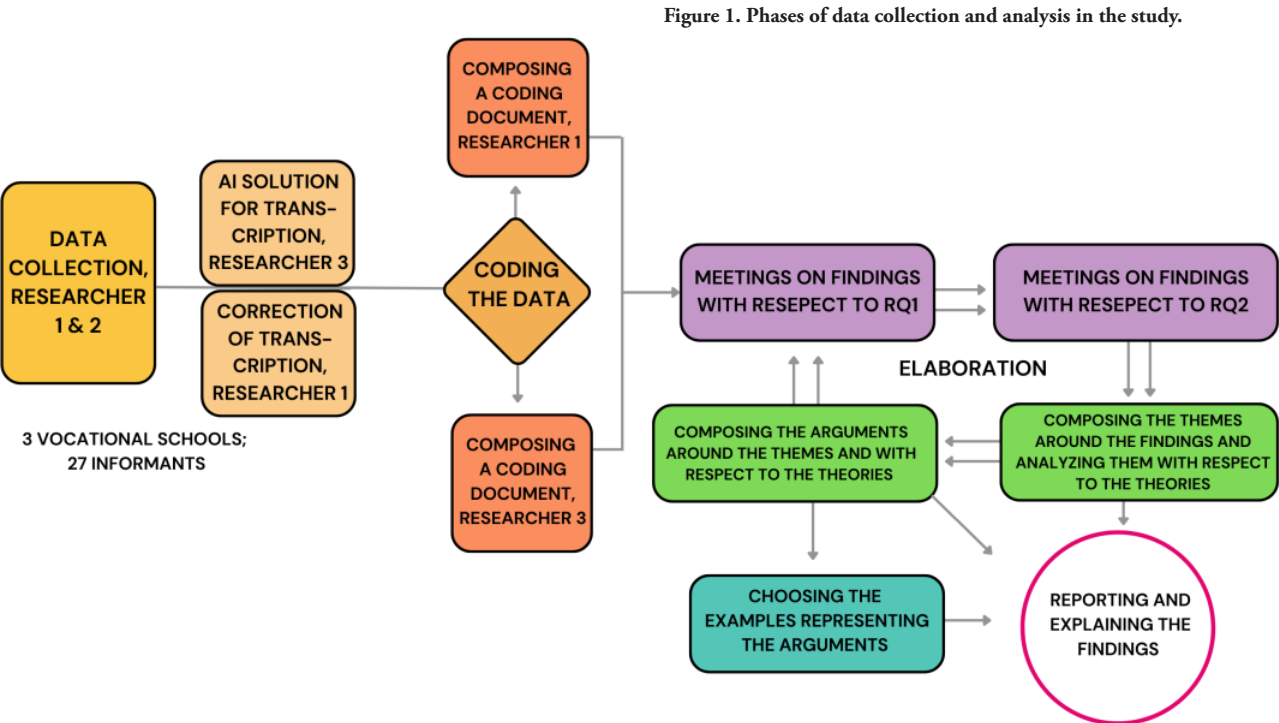 Figure 1. Phases of data collection and analysis in the study.
DATA
COLLECTION,
RESEARCHER
1 & 2
3 VOCATIONAL SCHOOLS;
27 INFORMANTS
AI SOLUTION
FOR TRANS-
CRIPTION,
RESEARCHER 3
CORRECTION
OF TRANS-
CRIPTION,
RESEARCHER 1
CODING
THE DATA
COMPOSING
A CODING
DOCUMENT,
RESEARCHER 1
COMPOSING
A CODING
DOCUMENT,
RESEARCHER 3
MEETINGS ON FINDINGS
WITH RESEPECT TO RQ1
MEETINGS ON FINDINGS
WITH RESEPECT TO RQ2
ELABORATION
COMPOSING THE ARGUMENTS
AROUND THE THEMES AND WITH
RESPECT TO THE THEORIES
COMPOSING THE THEMES
AROUND THE FINDINGS AND
ANALYZING THEM WITH RESPECT
TO THE THEORIES
CHOOSING THE
EXAMPLES REPRESENTING
THE ARGUMENTS
REPORTING AND
EXPLAINING THE
FINDINGS